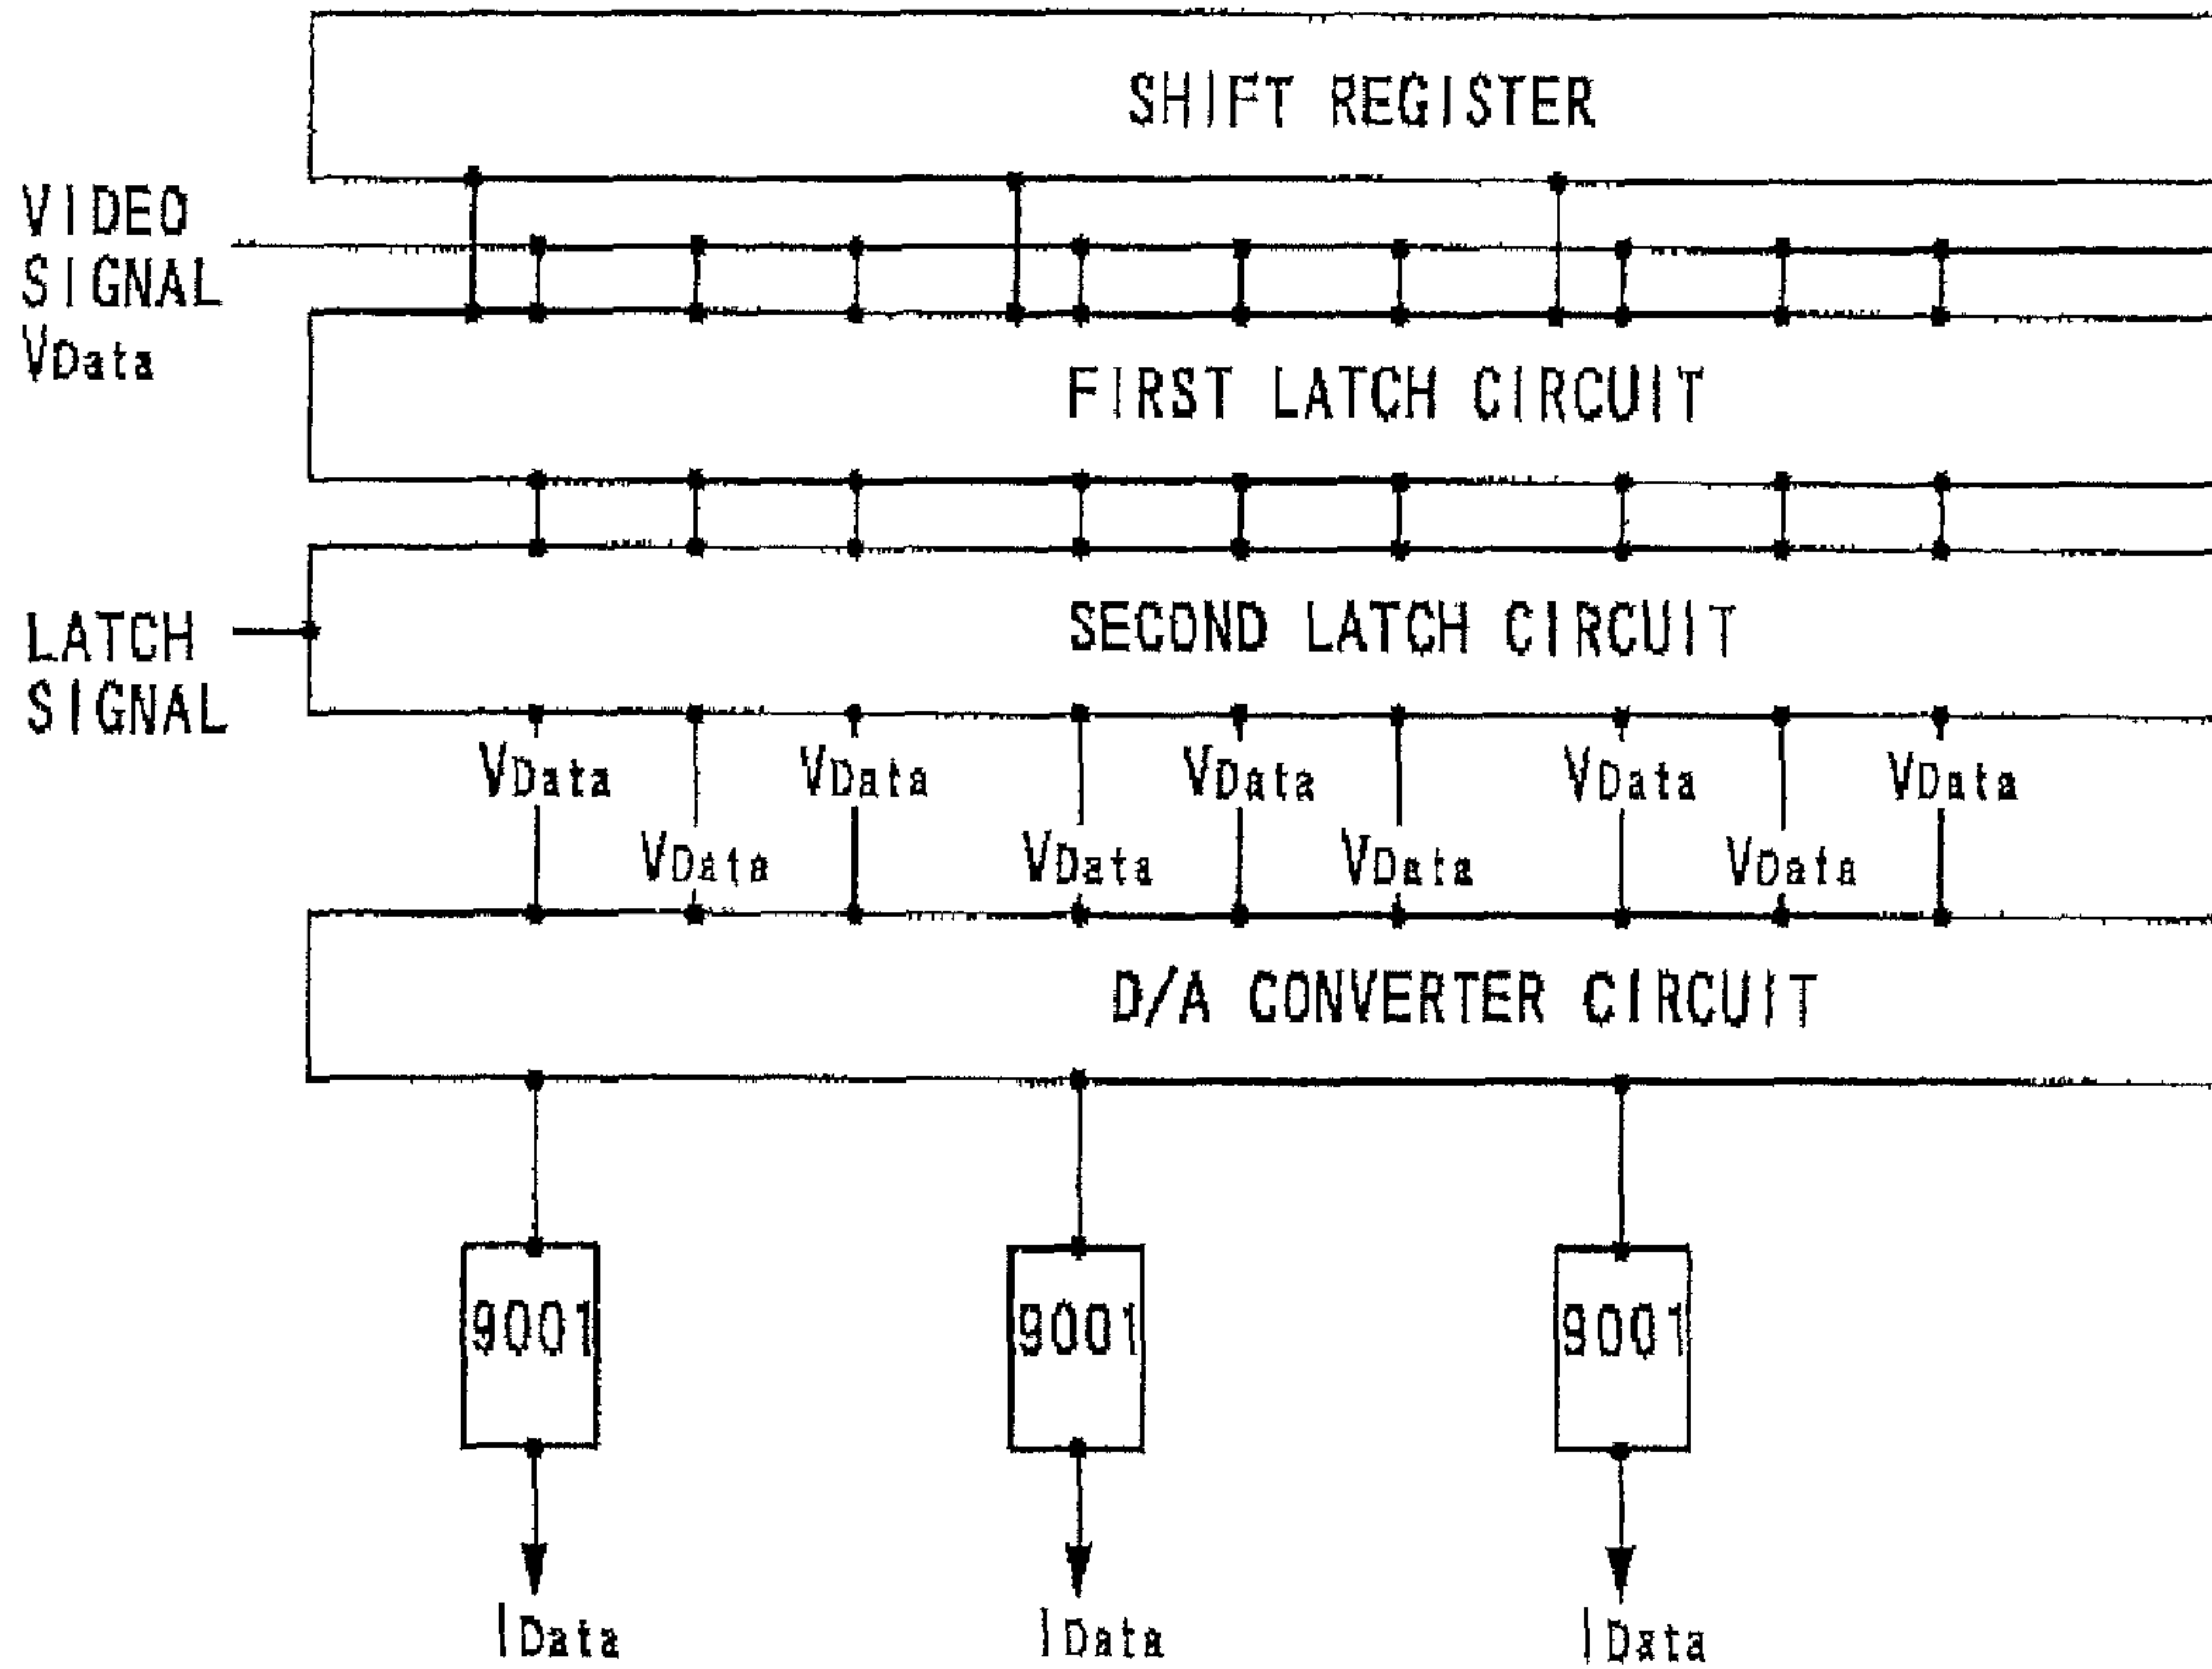 SHIFT REGISTER
VIDEO
SIGNAL
VData
FIRST LATCH CIRCUIT
LATCH
SIGNAL
SECOND LATCH CIRCUIT
VData VData VData VData VData
VData VData VData VData
D/A CONVERTER CIRCUIT
9001 9001 9001
IData IData IData